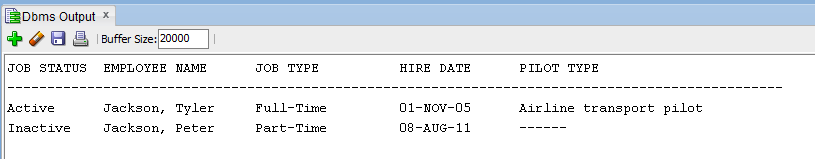 Dbms Output x
Buffer Size: 20000
JOB STATUS EMPLOYEE NAME JOB TYPE HIRE DATE PILOT TYPE
-------------------------------------------------------------------------------------------------
Active Jackson, Tyler Full-Time 01-NOV-05 Airline transport pilot
Inactive Jackson, Peter Part-Time 08-AUG-11 ------